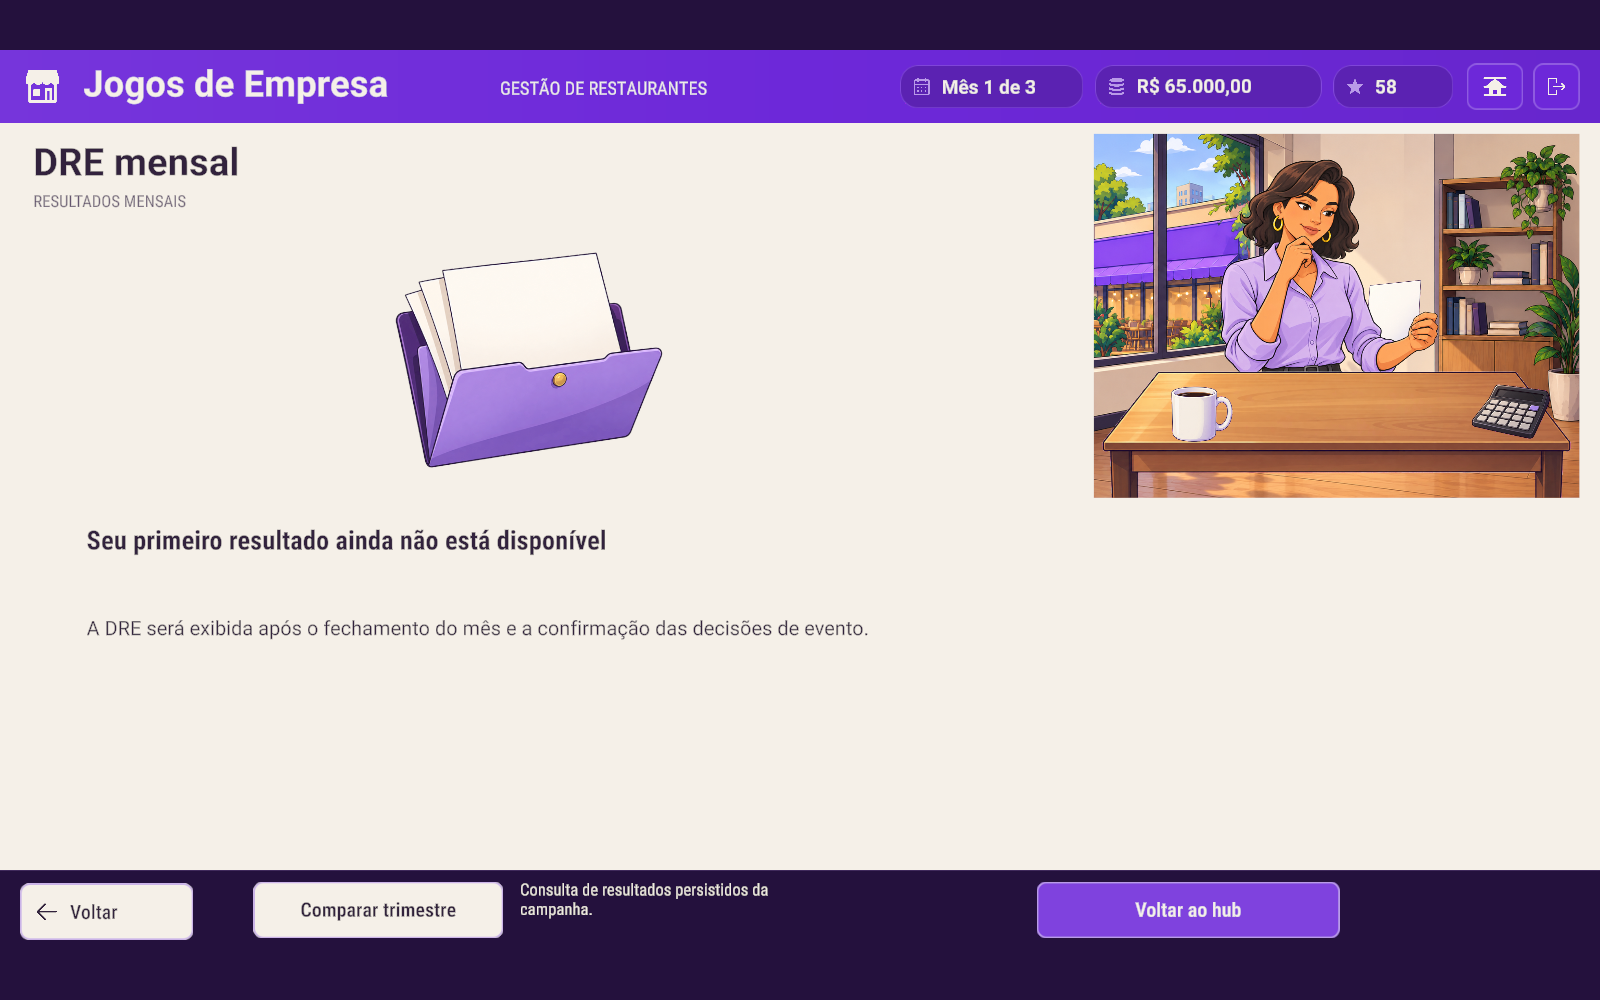 Jogos de Empresa
GESTÃO DE RESTAURANTES
Mês 1 de 3
R$ 65.000,00
58
DRE mensal
RESULTADOS MENSAIS
Seu primeiro resultado ainda não está disponível
A DRE será exibida após o fechamento do mês e a confirmação das decisões de evento.
Voltar
Comparar trimestre
Consulta de resultados persistidos da
campanha.
Voltar ao hub